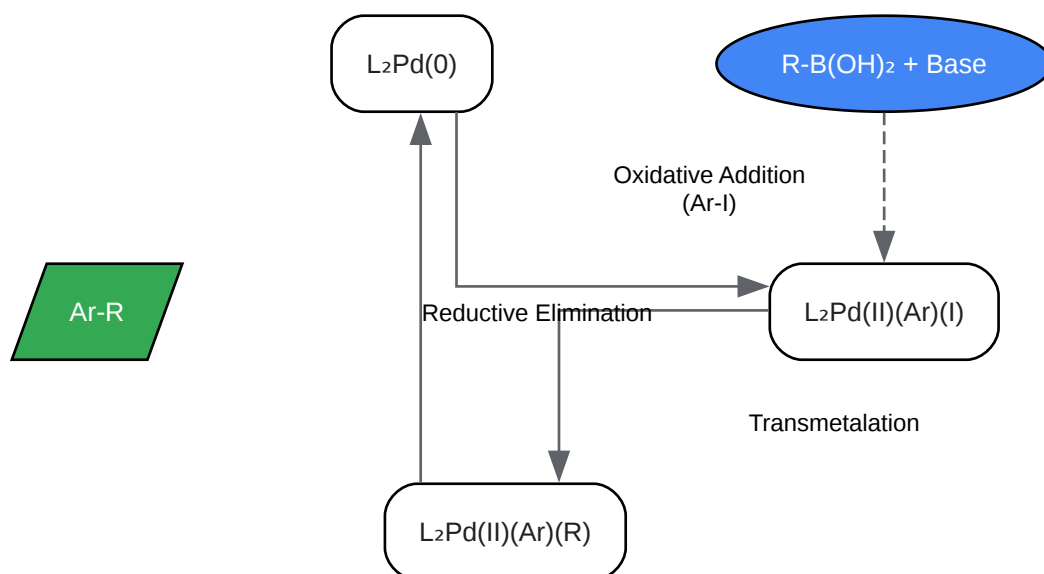 L₂Pd(0)
R-B(OH)₂ + Base
Oxidative Addition
(Ar-I)
Ar-R
Reductive Elimination
L₂Pd(II)(Ar)(I)
Transmetalation
L₂Pd(II)(Ar)(R)